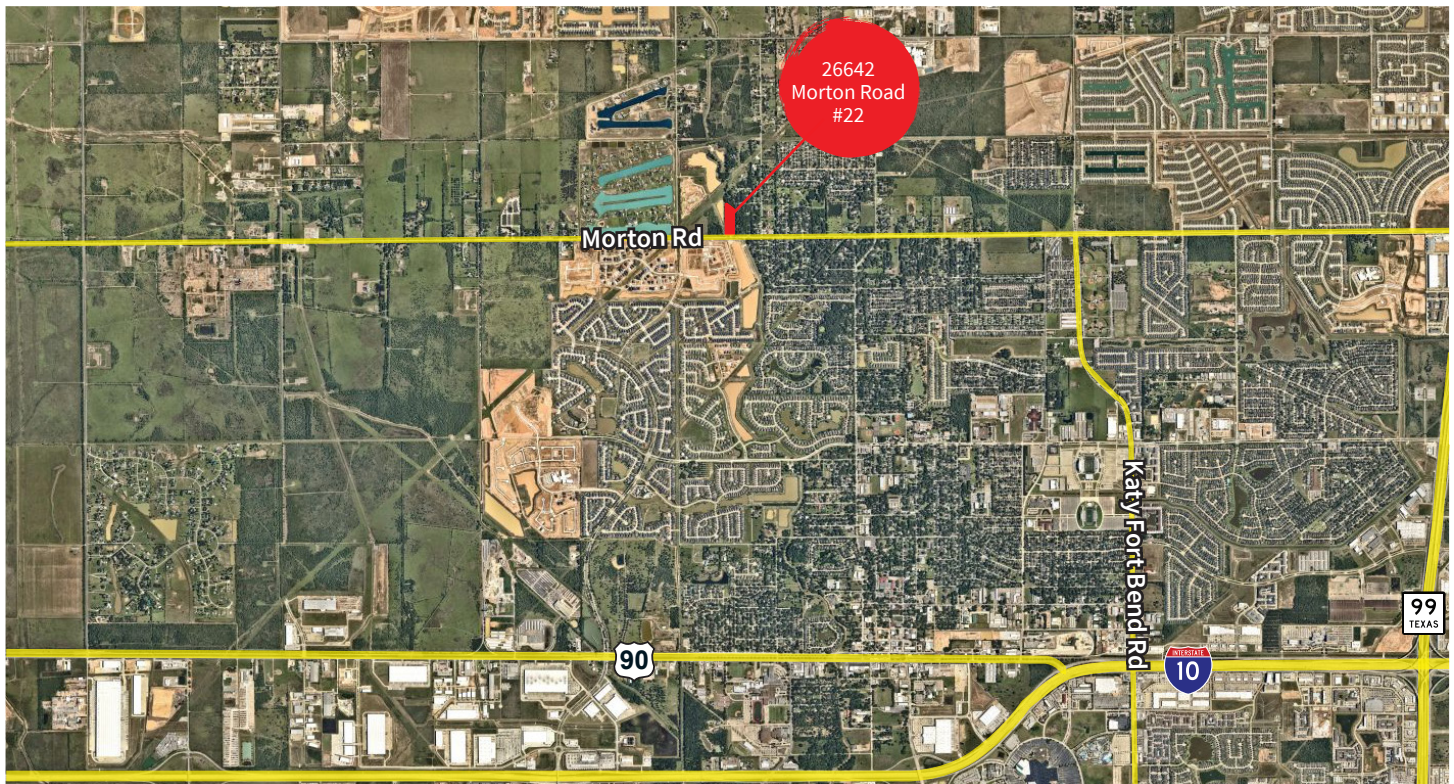 26642
Morton Road
#22
Morton Rd
Katy Fort Bend Rd
99
TEXAS
90
INTERSTATE
10